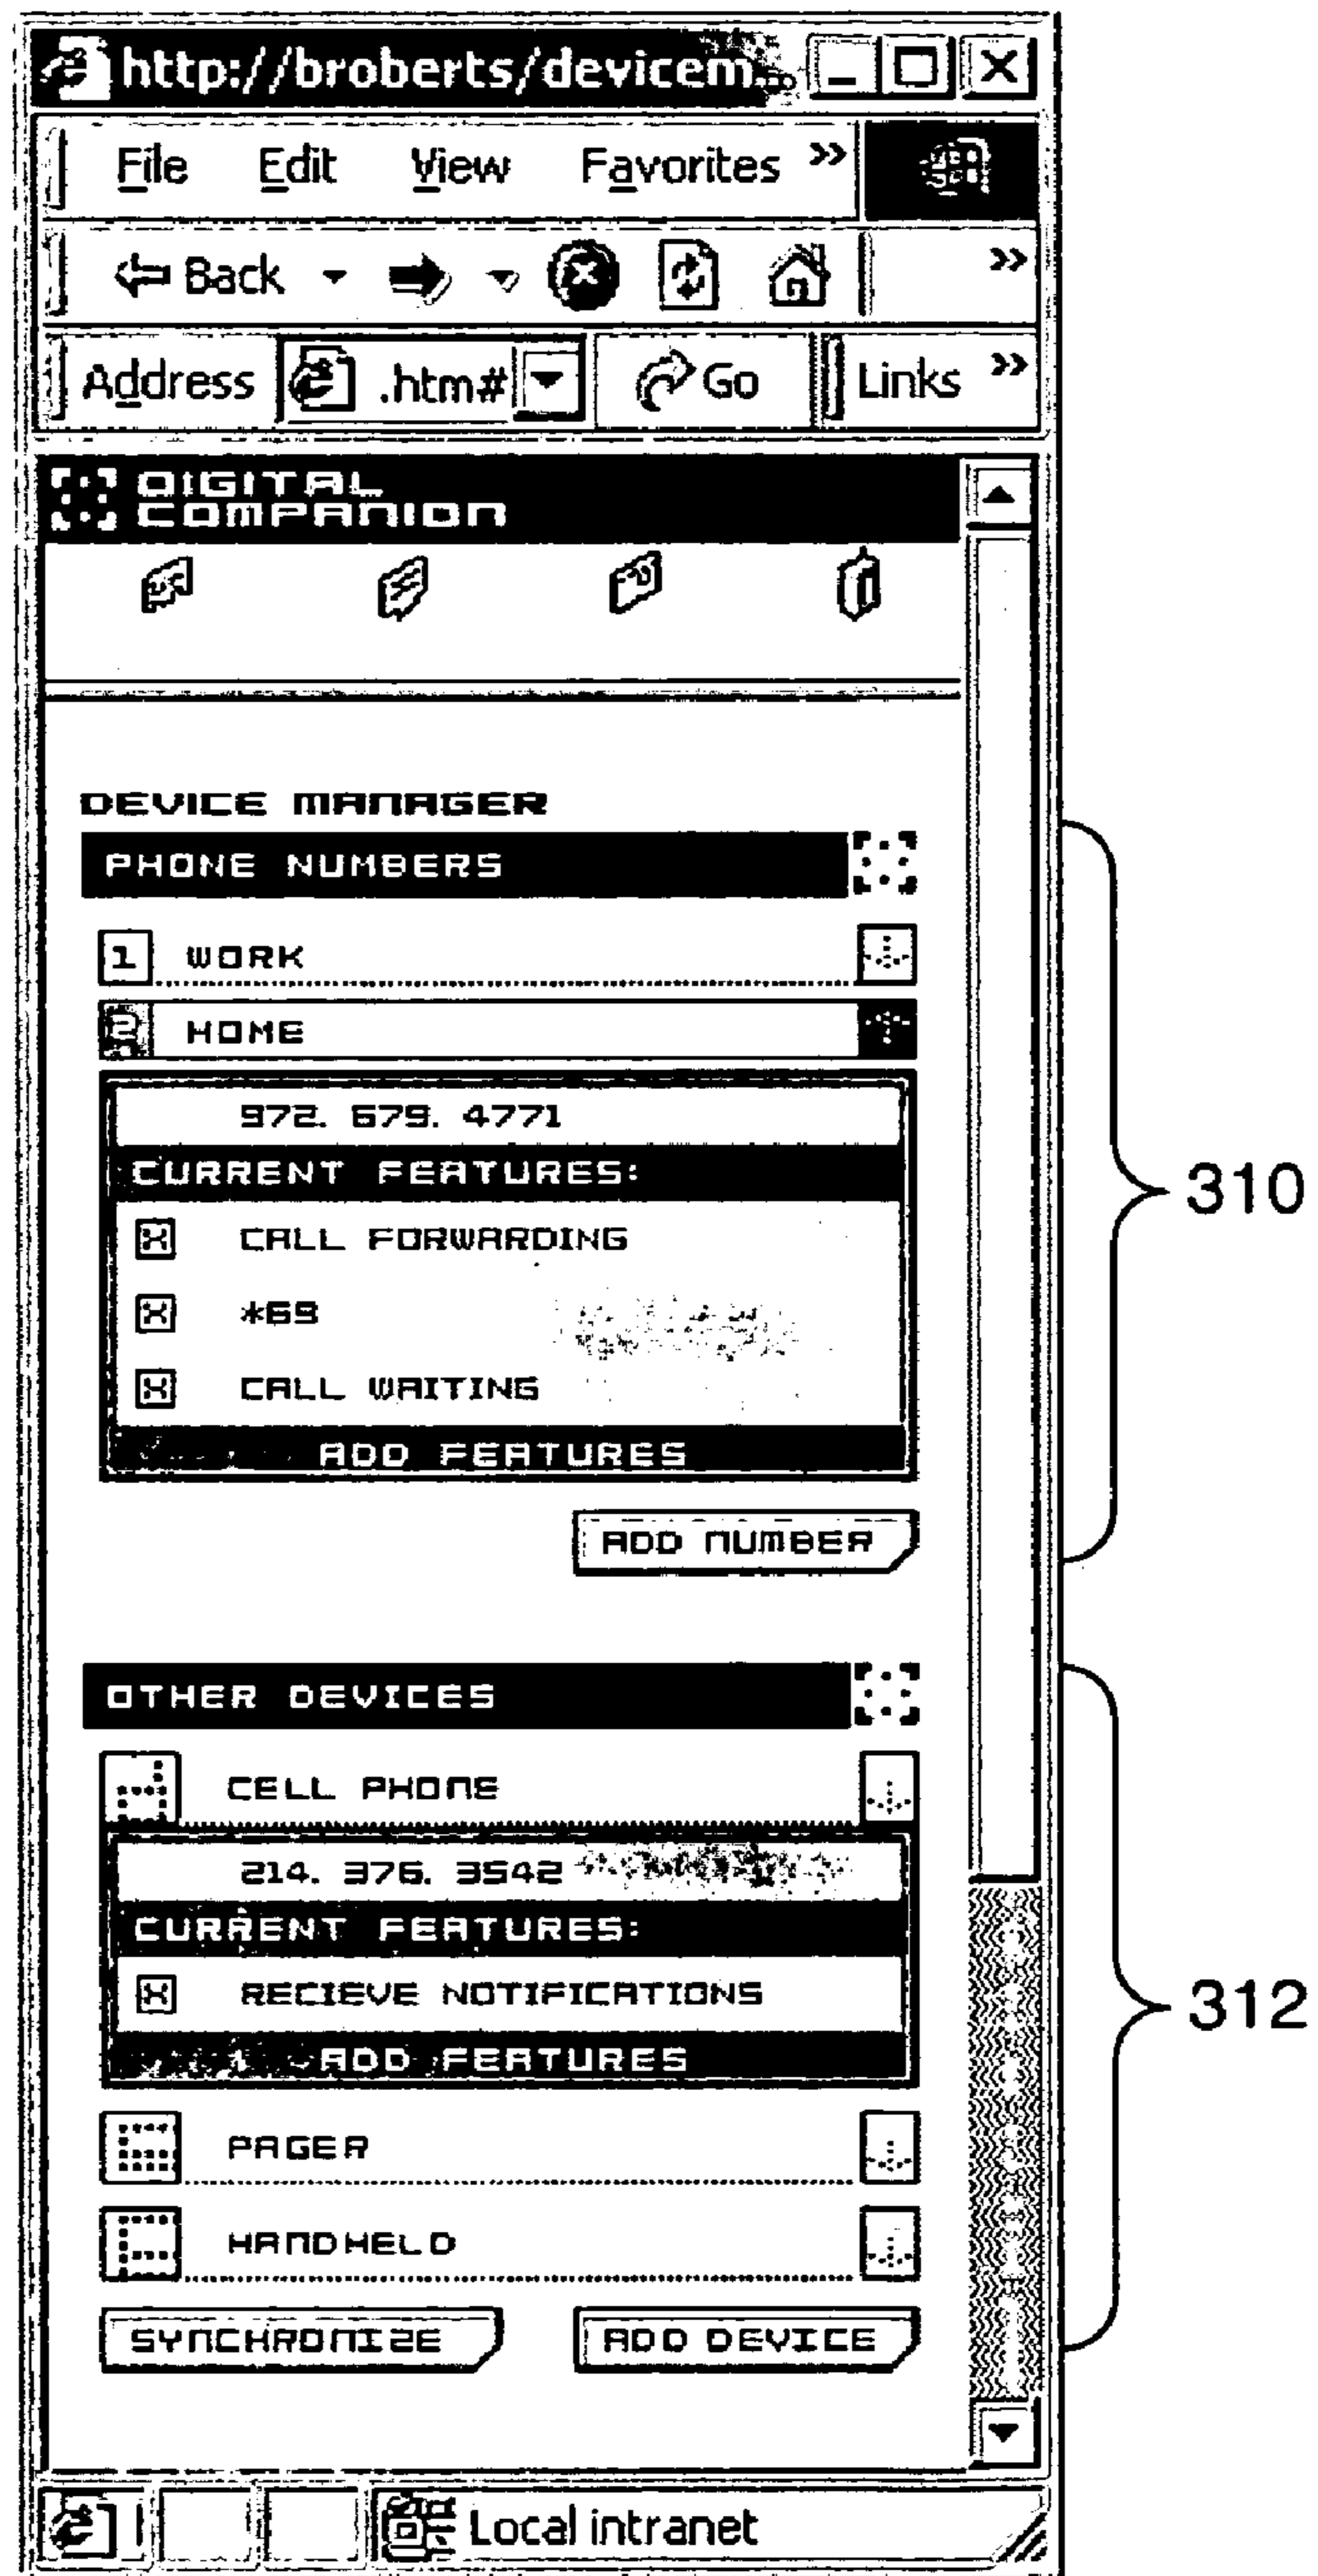 http://broberts/devicem...
File Edit View Favorites »
Back »
Address .htm# Go Links »
DIGITAL
COMPANION
DEVICE MANAGER
PHONE NUMBERS
1 WORK
2 HOME
972. 679. 4771
CURRENT FEATURES:
CALL FORWARDING
*69
CALL WAITING
ADD FEATURES
ADD NUMBER
310
OTHER DEVICES
CELL PHONE
214. 376. 3542
CURRENT FEATURES:
RECIEVE NOTIFICATIONS
ADD FEATURES
312
PAGER
HANDHELD
SYNCHRONIZE ADD DEVICE
Local intranet